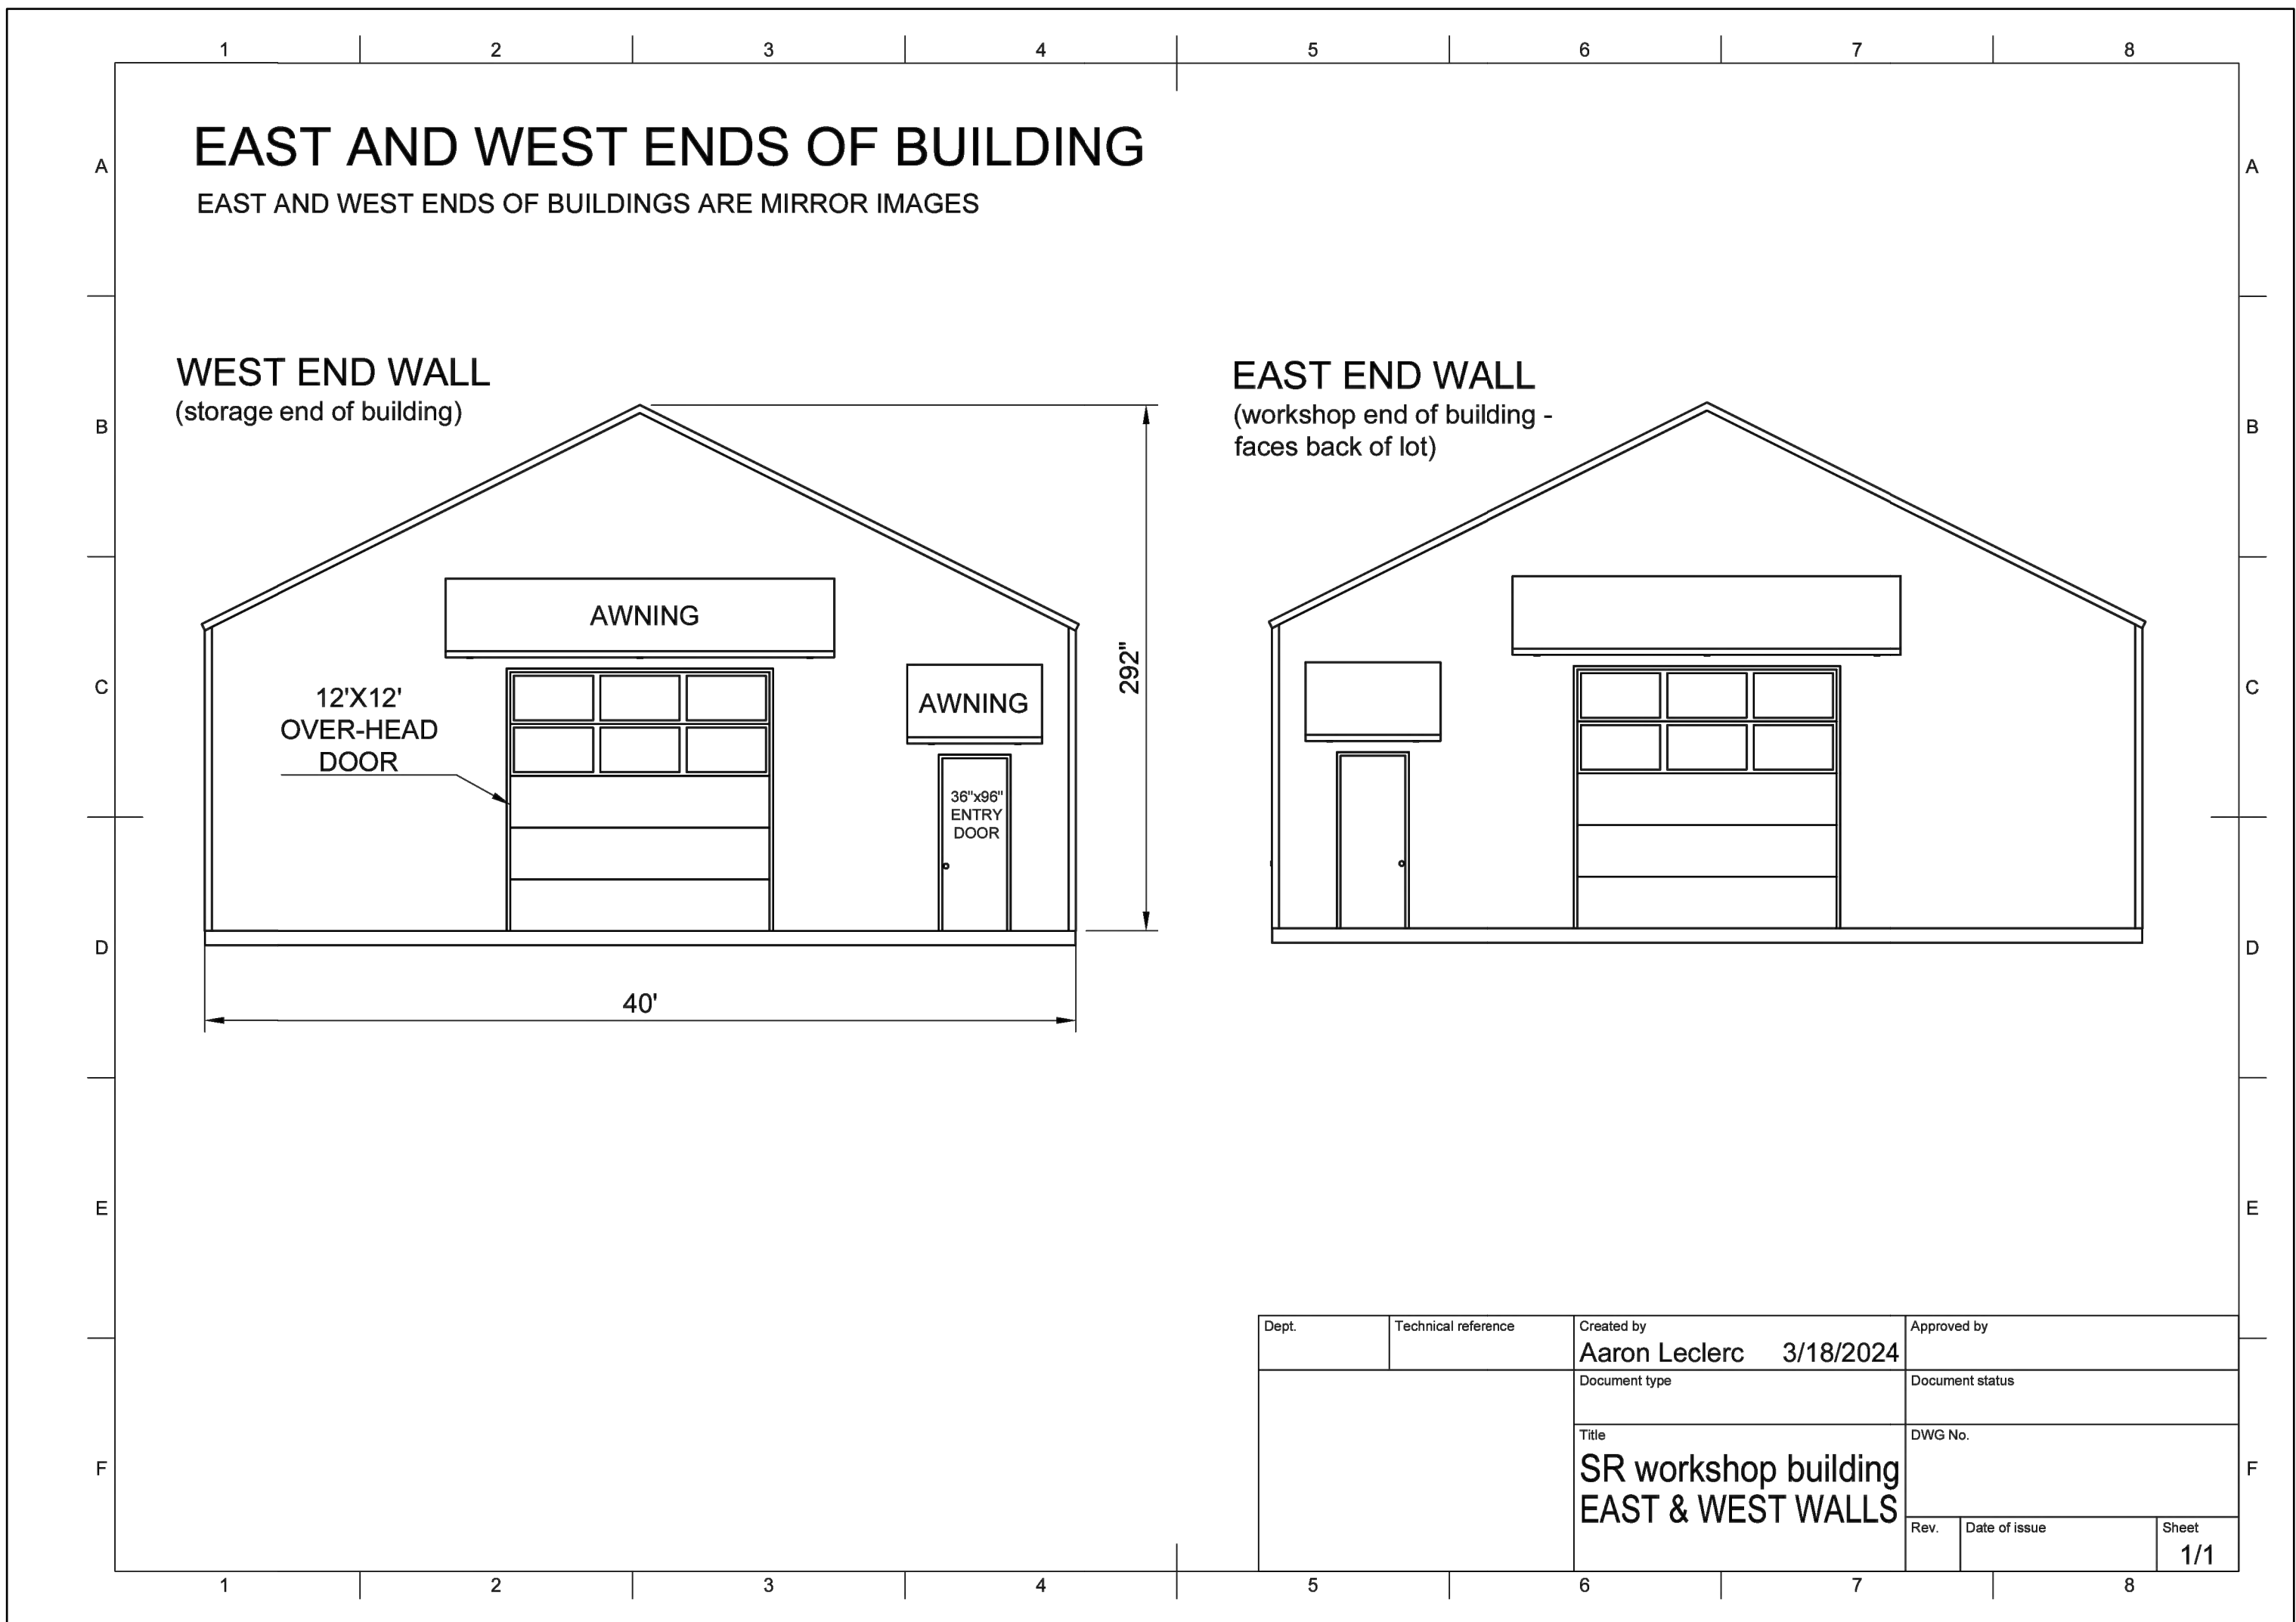 1 2 3 4 5 6 7 8
A A
EAST AND WEST ENDS OF BUILDING
EAST AND WEST ENDS OF BUILDINGS ARE MIRROR IMAGES
B B
WEST END WALL
(storage end of building)
AWNING
12'X12'
OVER-HEAD
DOOR
AWNING
36"x96"
ENTRY
DOOR
292"
40'
EAST END WALL
(workshop end of building -
faces back of lot)
C C
D D
E E
F F
Dept.
Technical reference
Created by
Aaron Leclerc 3/18/2024
Approved by
Document type
Document status
Title
SR workshop building
EAST & WEST WALLS
DWG No.
Rev.
Date of issue
Sheet
1/1
1 2 3 4 5 6 7 8